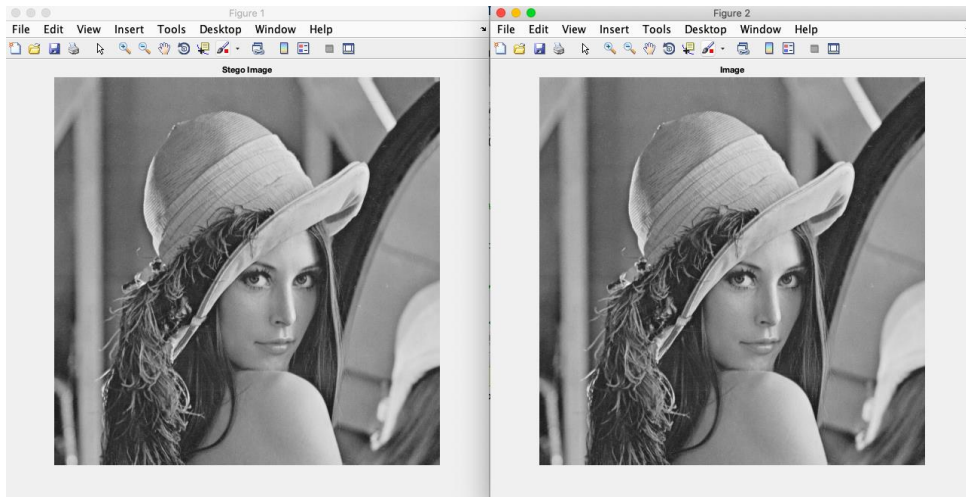 Figure 1
File Edit View Insert Tools Desktop Window Help
Stego Image
Figure 2
File Edit View Insert Tools Desktop Window Help
Image